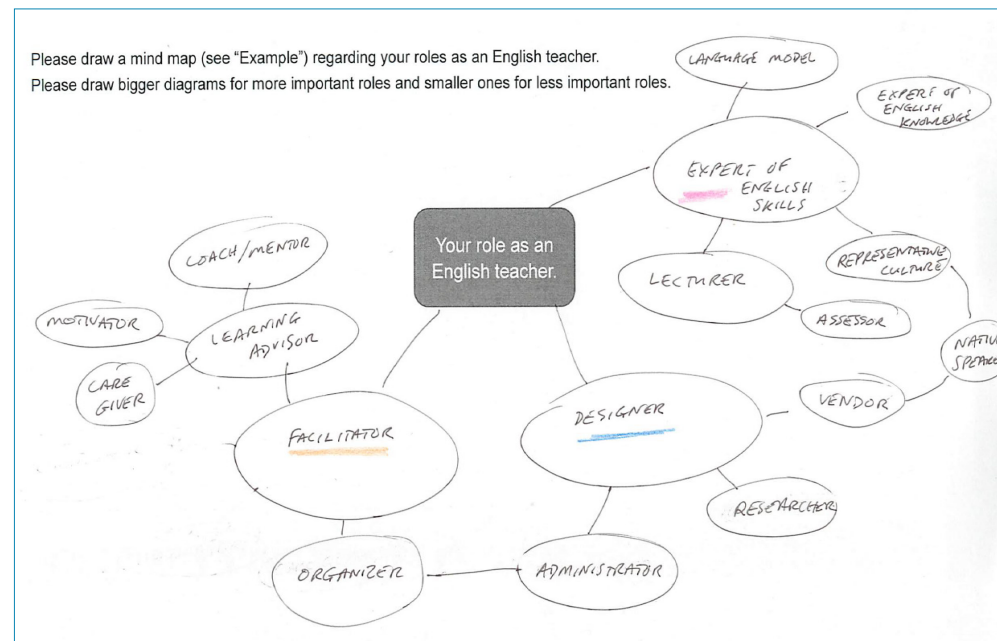 Please draw a mind map (see “Example”) regarding your roles as an English teacher.
Please draw bigger diagrams for more important roles and smaller ones for less important roles.
LANGUAGE MODEL
EXPERT OF
ENGLISH
KNOWLEDGE
EXPERT OF
ENGLISH
SKILLS
Your role as an
English teacher.
COACH/MENTOR
LECTURER
REPRESENTATIVE
CULTURE
MOTIVATOR
LEARNING
ADVISOR
ASSESSOR
CARE
GIVER
VENDOR
DESIGNER
FACILITATOR
RESEARCHER
ORGANIZER
ADMINISTRATOR